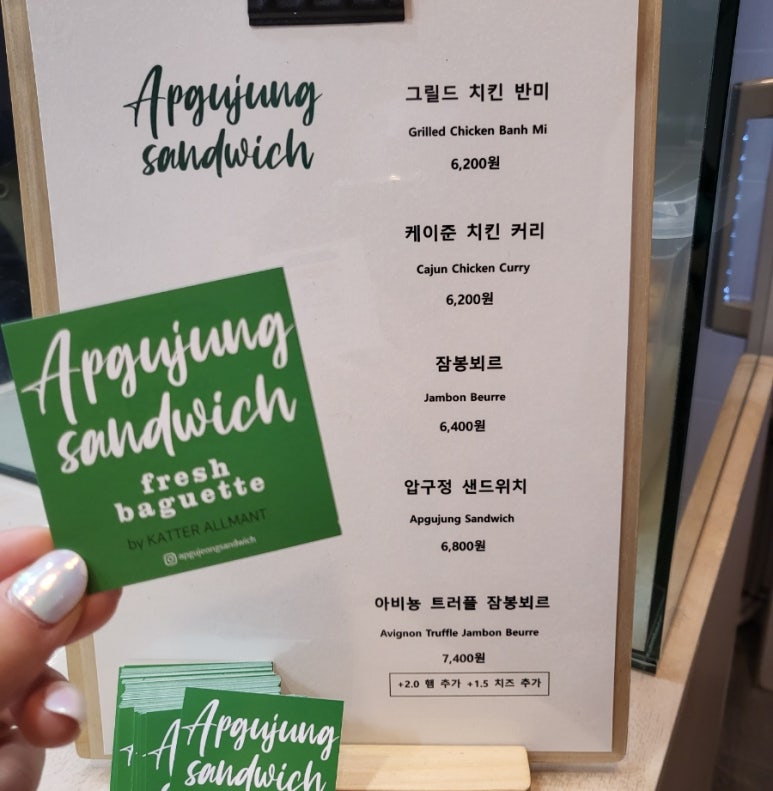 Apgujung
sandwich
그릴드 치킨 반미
Grilled Chicken Banh Mi
6,200원
케이준 치킨 커리
Cajun Chicken Curry
6,200원
잠봉뵈르
Jambon Beurre
6,400원
압구정 샌드위치
Apgujung Sandwich
6,800원
아비뇽 트러플 잠봉뵈르
Avignon Truffle Jambon Beurre
7,400원
+2.0 햄 추가 +1.5 치즈 추가
Apgujung
sandwich
fresh
baguette
by KATTER ALLMANT
apgujeongsandwich
Apgujung
sandwich